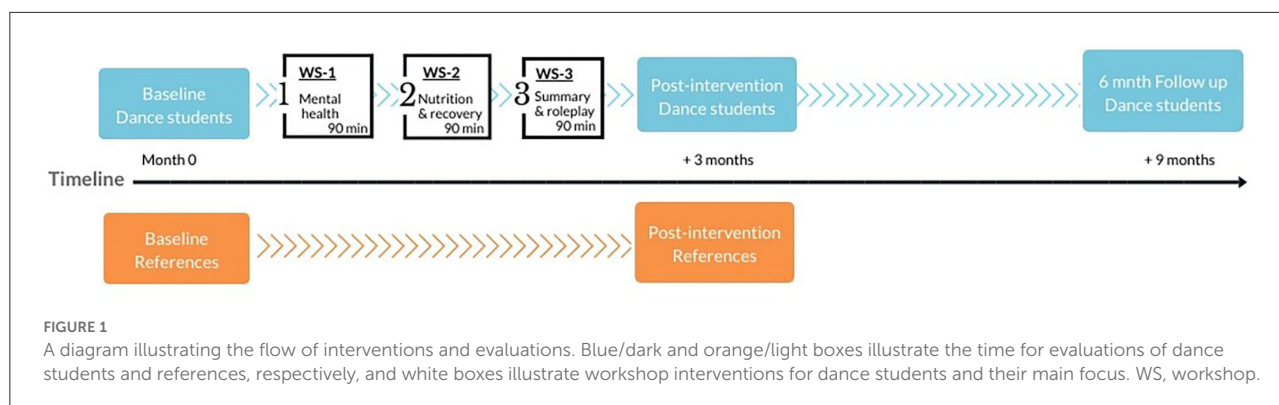 WS-1
1 Mental
health
90 min
WS-2
2 Nutrition
& recovery
90 min
WS-3
3 Summary
& roleplay
90 min
Baseline
Dance students
Post-intervention
Dance students
6 mnth Follow up
Dance students
Month 0
+ 3 months
+ 9 months
Timeline
Baseline
References
Post-intervention
References
FIGURE 1
A diagram illustrating the flow of interventions and evaluations. Blue/dark and orange/light boxes illustrate the time for evaluations of dance
students and references, respectively, and white boxes illustrate workshop interventions for dance students and their main focus. WS, workshop.